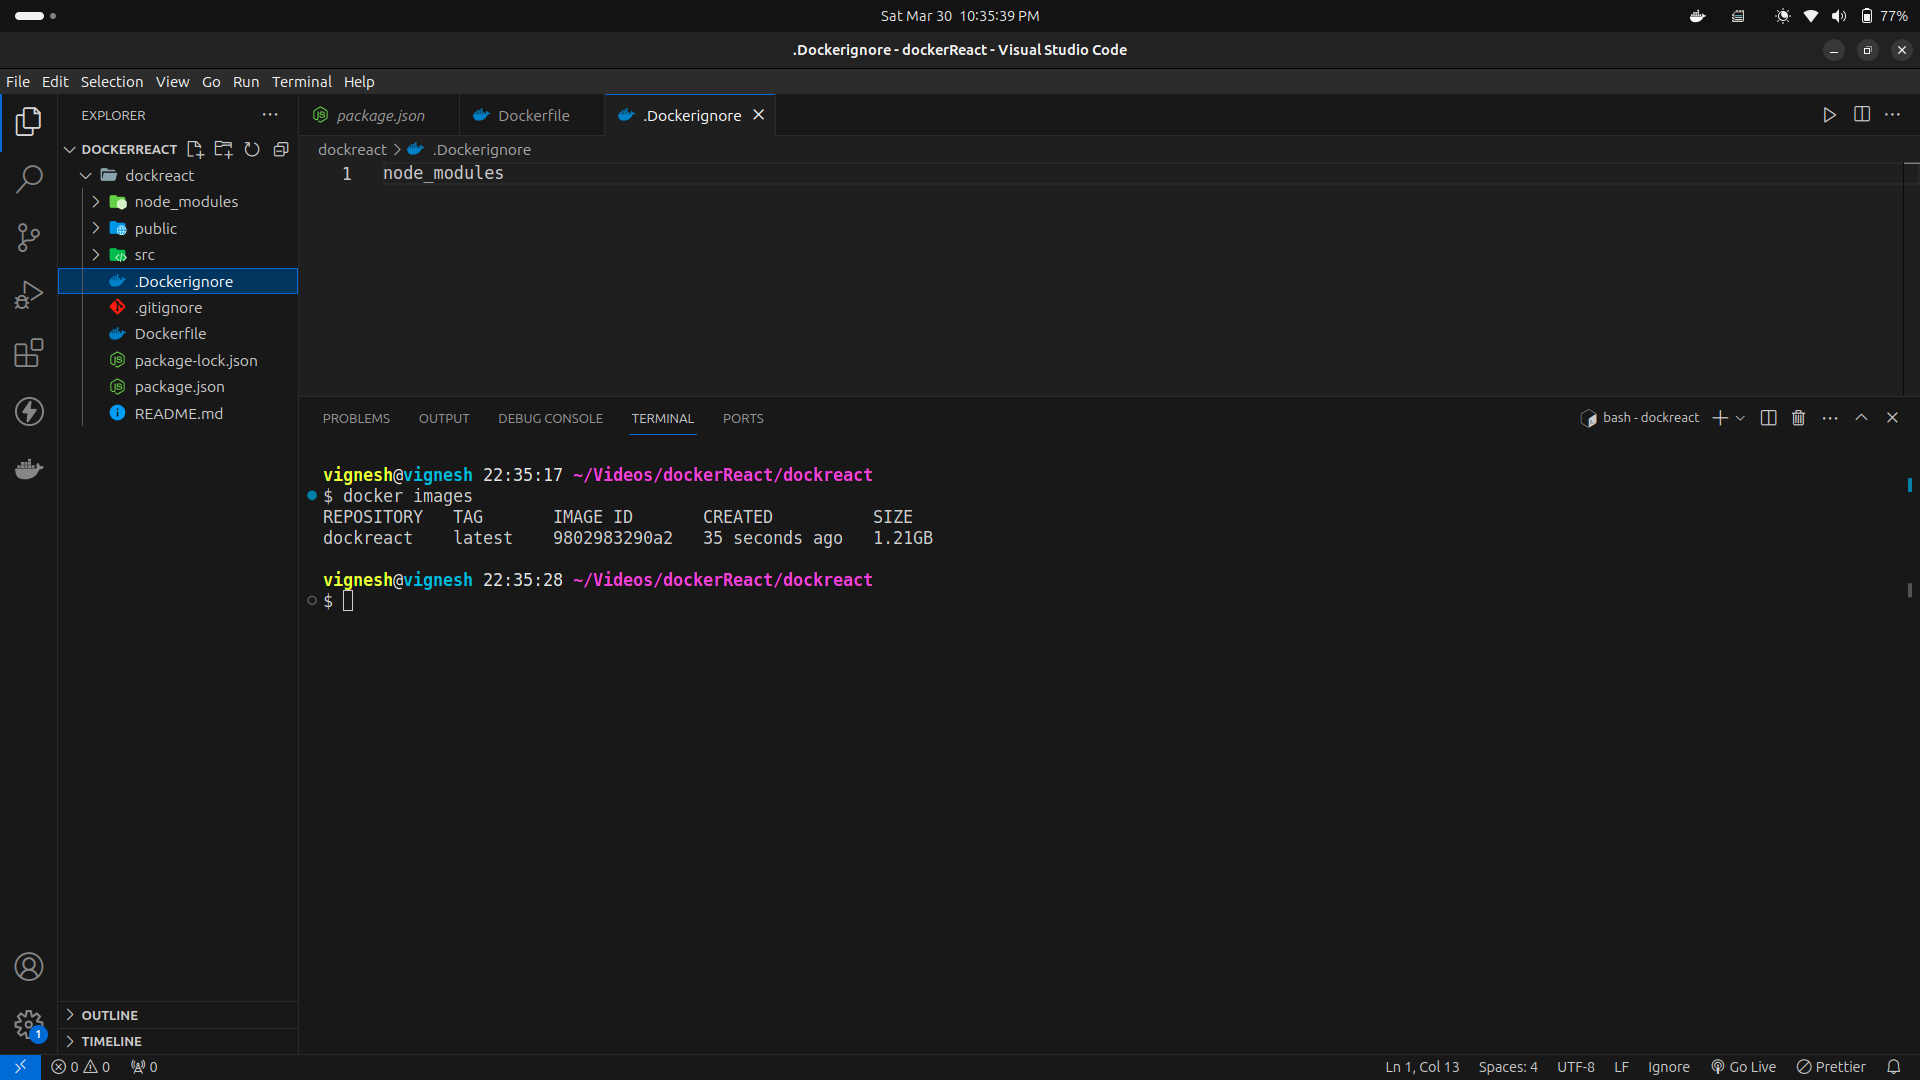 Sat Mar 30 10:35:39 PM
77%
.Dockerignore - dockerReact - Visual Studio Code
File Edit Selection View Go Run Terminal Help
EXPLORER
package.json
Dockerfile
.Dockerignore
DOCKERREACT
dockreact
node_modules
public
src
.Dockerignore
.gitignore
Dockerfile
package-lock.json
package.json
README.md
dockreact > .Dockerignore
1 node_modules
PROBLEMS OUTPUT DEBUG CONSOLE TERMINAL PORTS
bash - dockreact
vignesh@vignesh 22:35:17 ~/Videos/dockerReact/dockreact
$ docker images
REPOSITORY TAG IMAGE ID CREATED SIZE
dockreact latest 9802983290a2 35 seconds ago 1.21GB
vignesh@vignesh 22:35:28 ~/Videos/dockerReact/dockreact
$
OUTLINE
TIMELINE
1
0 0 0
Ln 1, Col 13 Spaces: 4 UTF-8 LF Ignore Go Live Prettier